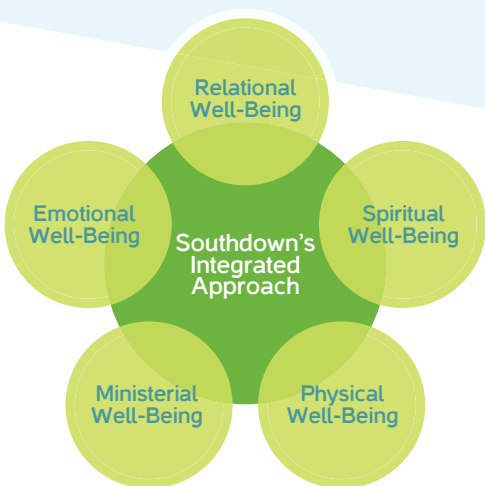 Relational
Well-Being
Emotional
Well-Being
Spiritual
Well-Being
Southdown's
Integrated
Approach
Ministerial
Well-Being
Physical
Well-Being